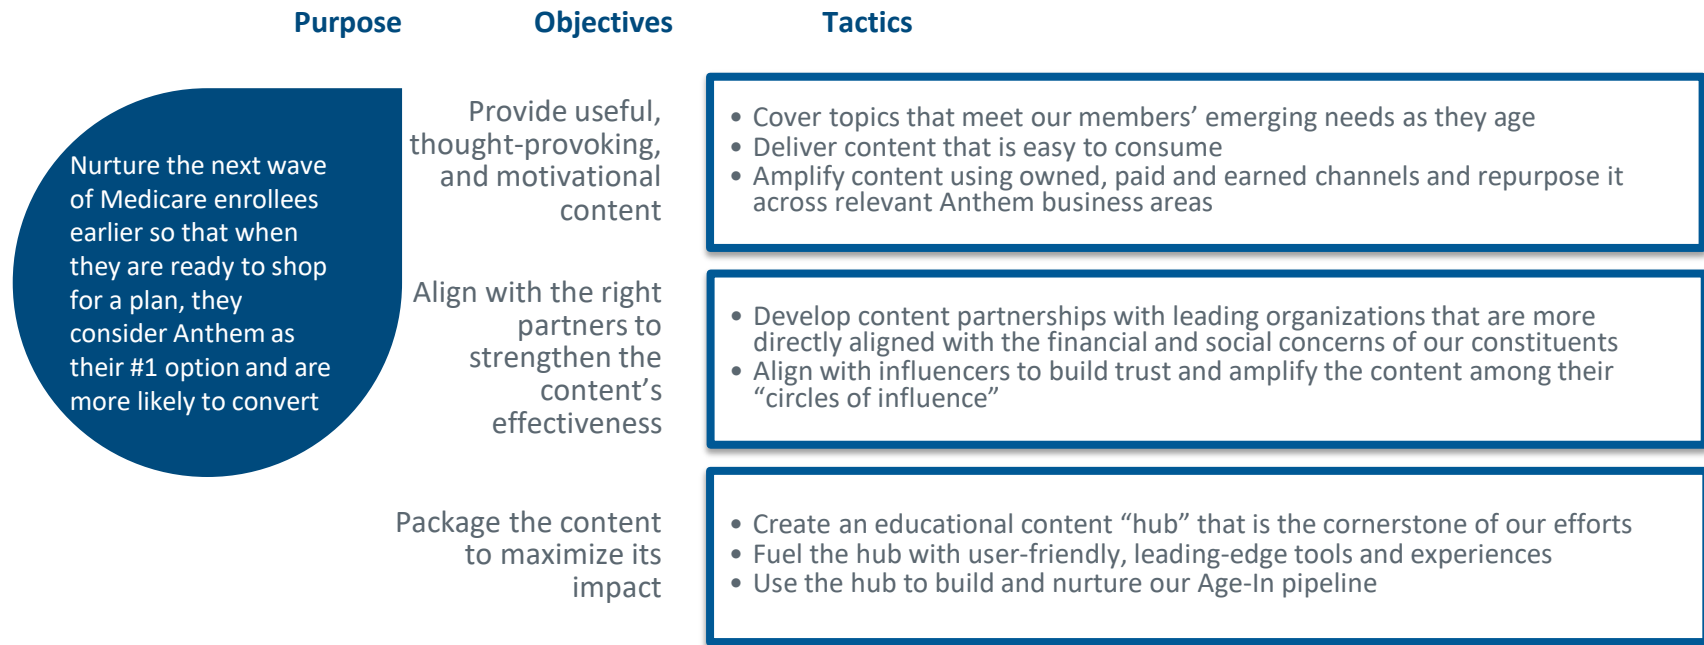 Purpose
Objectives
Tactics
Nurture the next wave
of Medicare enrollees
earlier so that when
they are ready to shop
for a plan, they
consider Anthem as
their #1 option and are
more likely to convert
Provide useful,
thought-provoking,
and motivational
content
• Cover topics that meet our members’ emerging needs as they age
• Deliver content that is easy to consume
• Amplify content using owned, paid and earned channels and repurpose it
across relevant Anthem business areas
Align with the right
partners to
strengthen the
content’s
effectiveness
• Develop content partnerships with leading organizations that are more
directly aligned with the financial and social concerns of our constituents
• Align with influencers to build trust and amplify the content among their
“circles of influence”
Package the content
to maximize its
impact
• Create an educational content “hub” that is the cornerstone of our efforts
• Fuel the hub with user-friendly, leading-edge tools and experiences
• Use the hub to build and nurture our Age-In pipeline